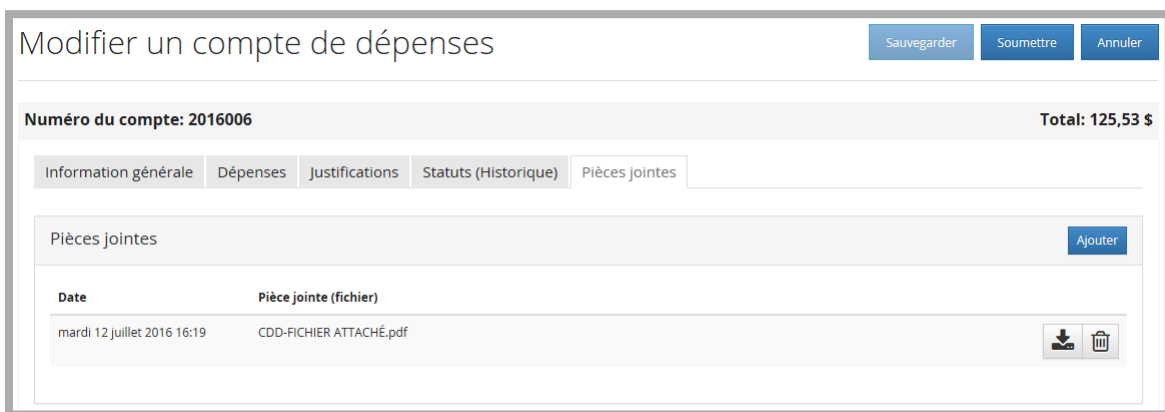 Modifier un compte de dépenses Sauvegarder Soumettre Annuler
Numéro du compte: 2016006 Total: 125,53 $
Information générale Dépenses Justifications Statuts (Historique) Pièces jointes
Pièces jointes Ajouter
Date Pièce jointe (fichier)
mardi 12 juillet 2016 16:19 CDD-FICHIER ATTACHÉ.pdf